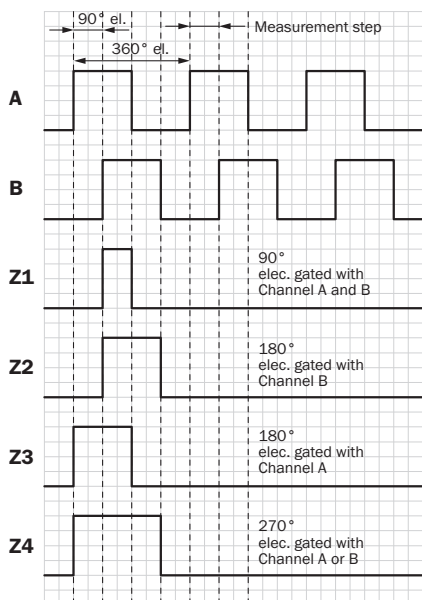 90° el.
Measurement step
360° el.
A
B
Z1
90°
elec. gated with
Channel A and B
Z2
180°
elec. gated with
Channel B
Z3
180°
elec. gated with
Channel A
Z4
270°
elec. gated with
Channel A or B